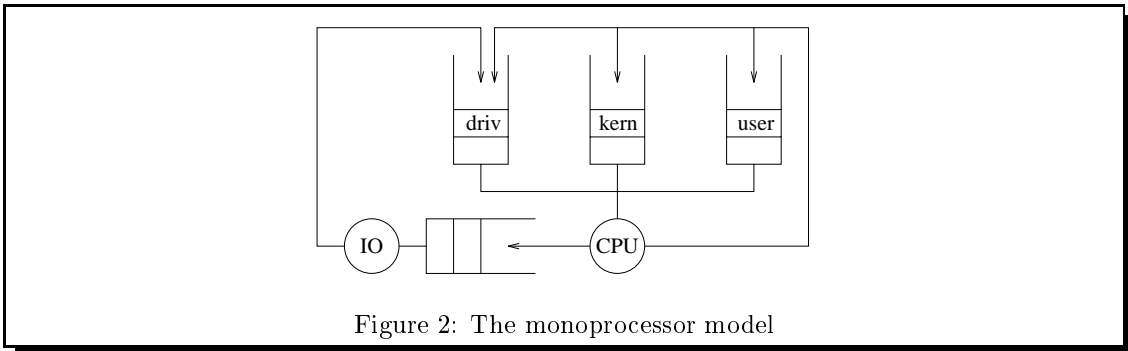 driv kern user
IO CPU
Figure 2: The monoprocessor model